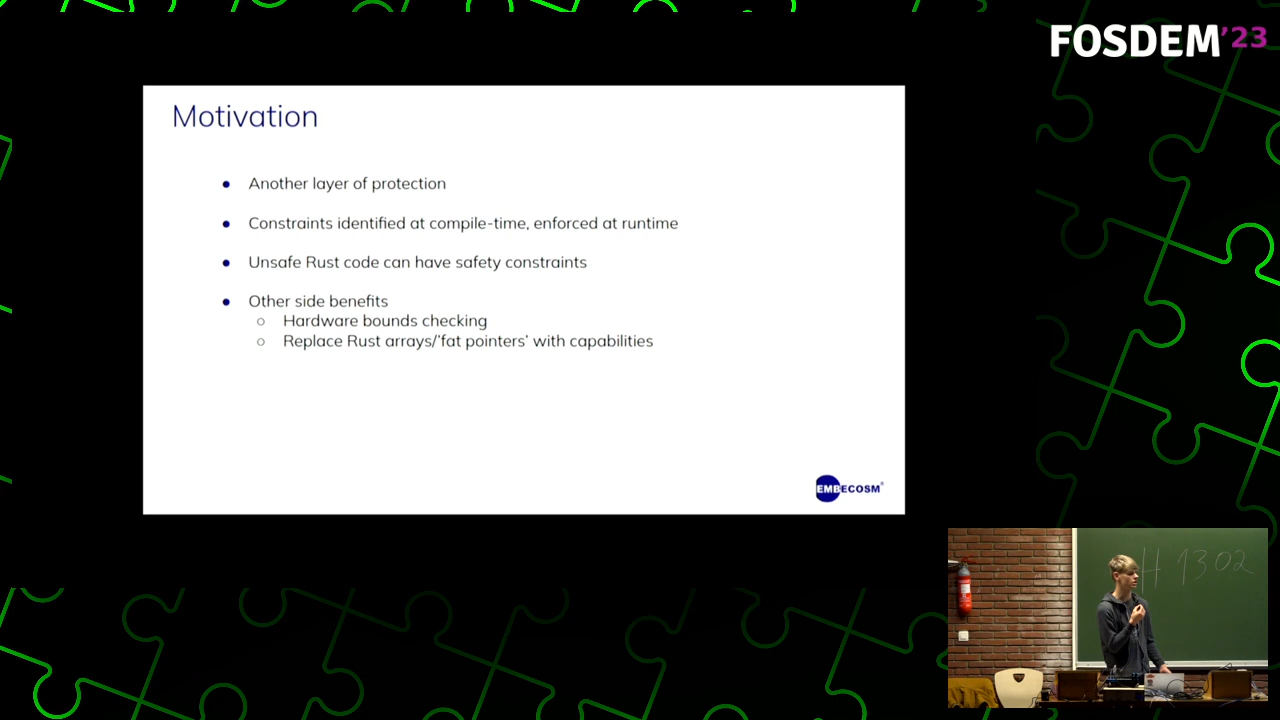 FOSDEM'23
Motivation
● Another layer of protection
● Constraints identified at compile-time, enforced at runtime
● Unsafe Rust code can have safety constraints
● Other side benefits
○ Hardware bounds checking
○ Replace Rust arrays/'fat pointers' with capabilities
EMBECOSM®
H 1302